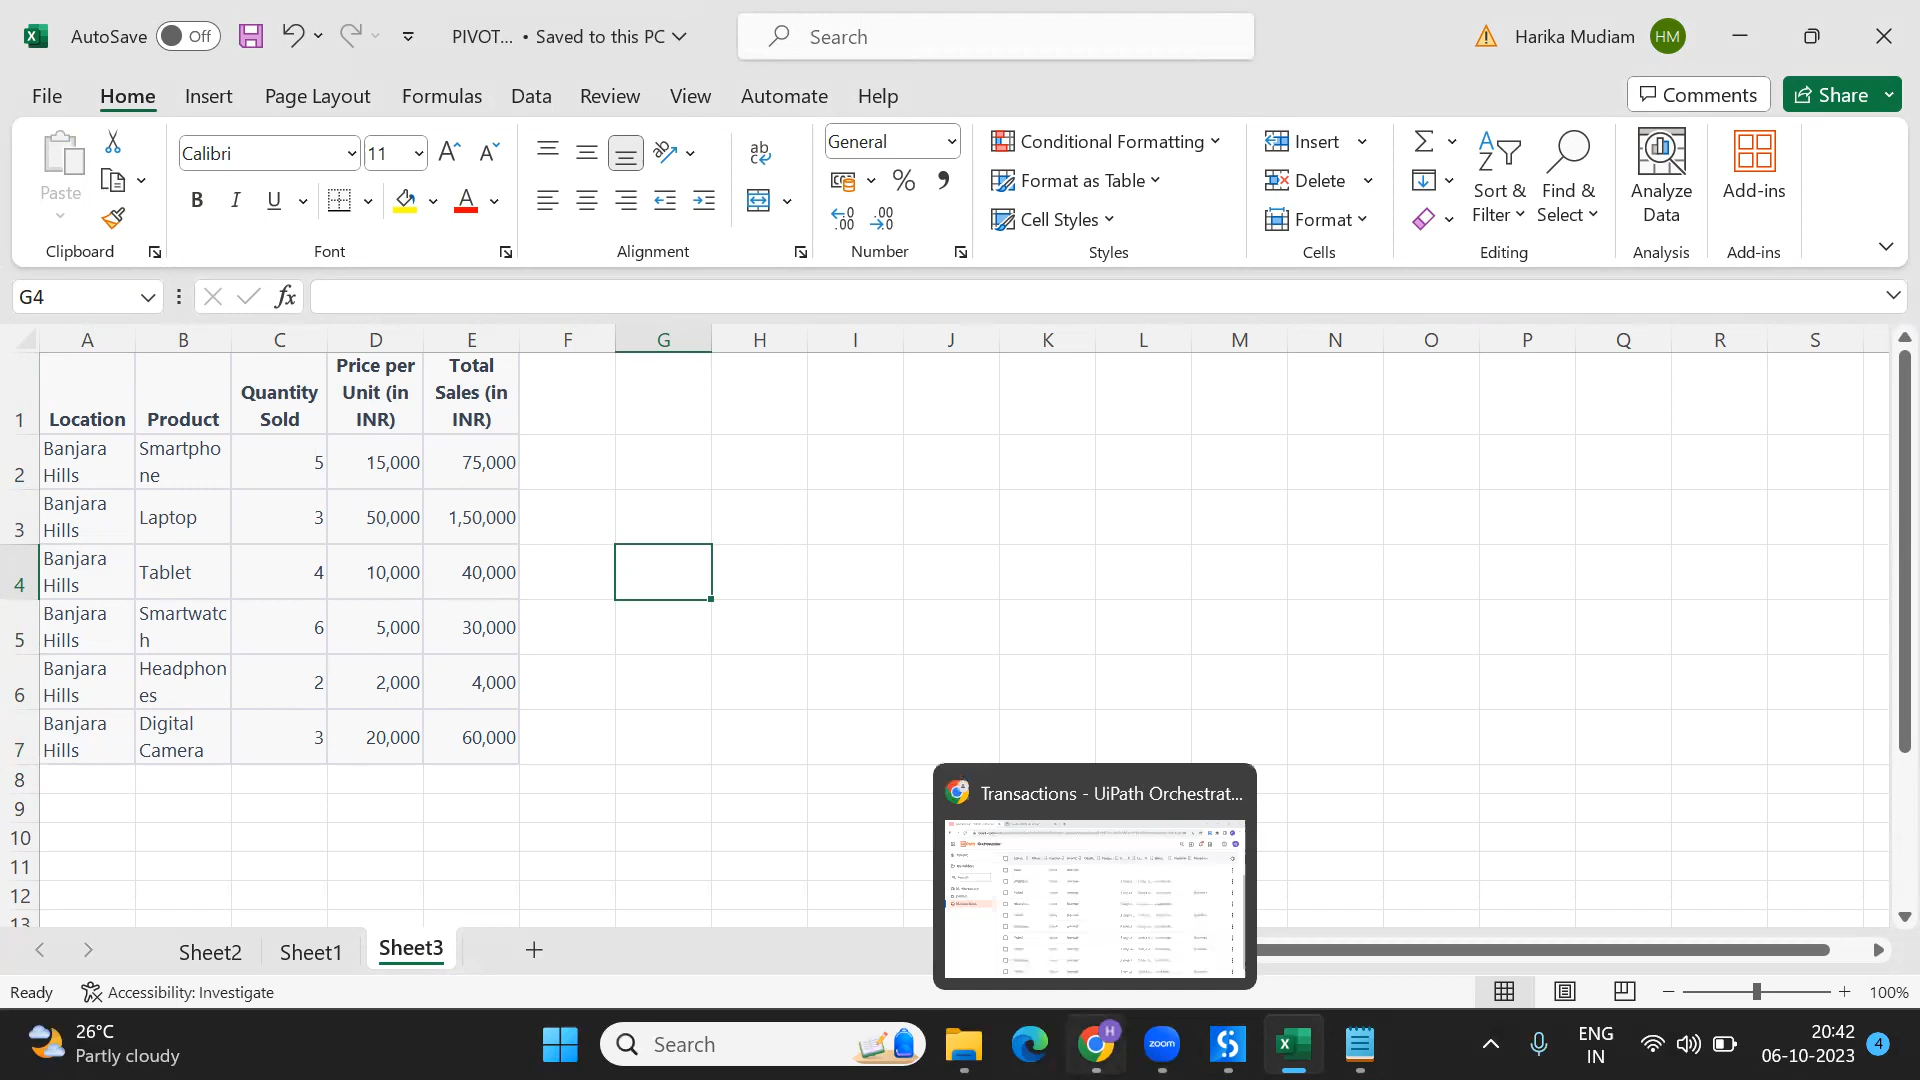 AutoSave Off PIVOT... • Saved to this PC Search Harika Mudiam HM
File Home Insert Page Layout Formulas Data Review View Automate Help Comments Share
Paste Calibri 11 General Conditional Formatting Insert Sort & Filter Find & Select Analyze Data Add-ins
Format as Table Delete
Cell Styles Format
Clipboard Font Alignment Number Styles Cells Editing Analysis Add-ins
G4 fx
A B C D E F G H I J K L M N O P Q R S
1 Location Product Quantity Sold Price per Unit (in INR) Total Sales (in INR)
2 Banjara Hills Smartphone 5 15,000 75,000
3 Banjara Hills Laptop 3 50,000 1,50,000
4 Banjara Hills Tablet 4 10,000 40,000
5 Banjara Hills Smartwatch 6 5,000 30,000
6 Banjara Hills Headphones 2 2,000 4,000
7 Banjara Hills Digital Camera 3 20,000 60,000
8
9
10
11
12
13
Transactions - UiPath Orchestrat...
Sheet2 Sheet1 Sheet3
Ready Accessibility: Investigate 100%
26°C
Partly cloudy
Search
zoom
ENG
IN
20:42
06-10-2023
4